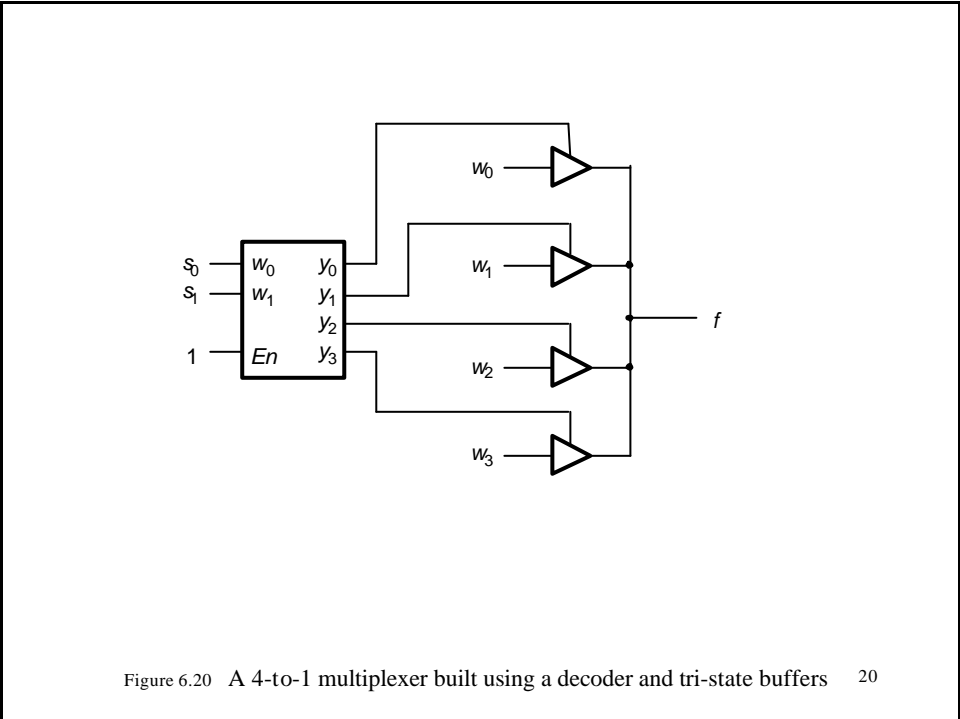 w0
w1
s0 w0 y0
s1 w1 y1
y2
f
1 En y3
w2
w3
Figure 6.20 A 4-to-1 multiplexer built using a decoder and tri-state buffers 20